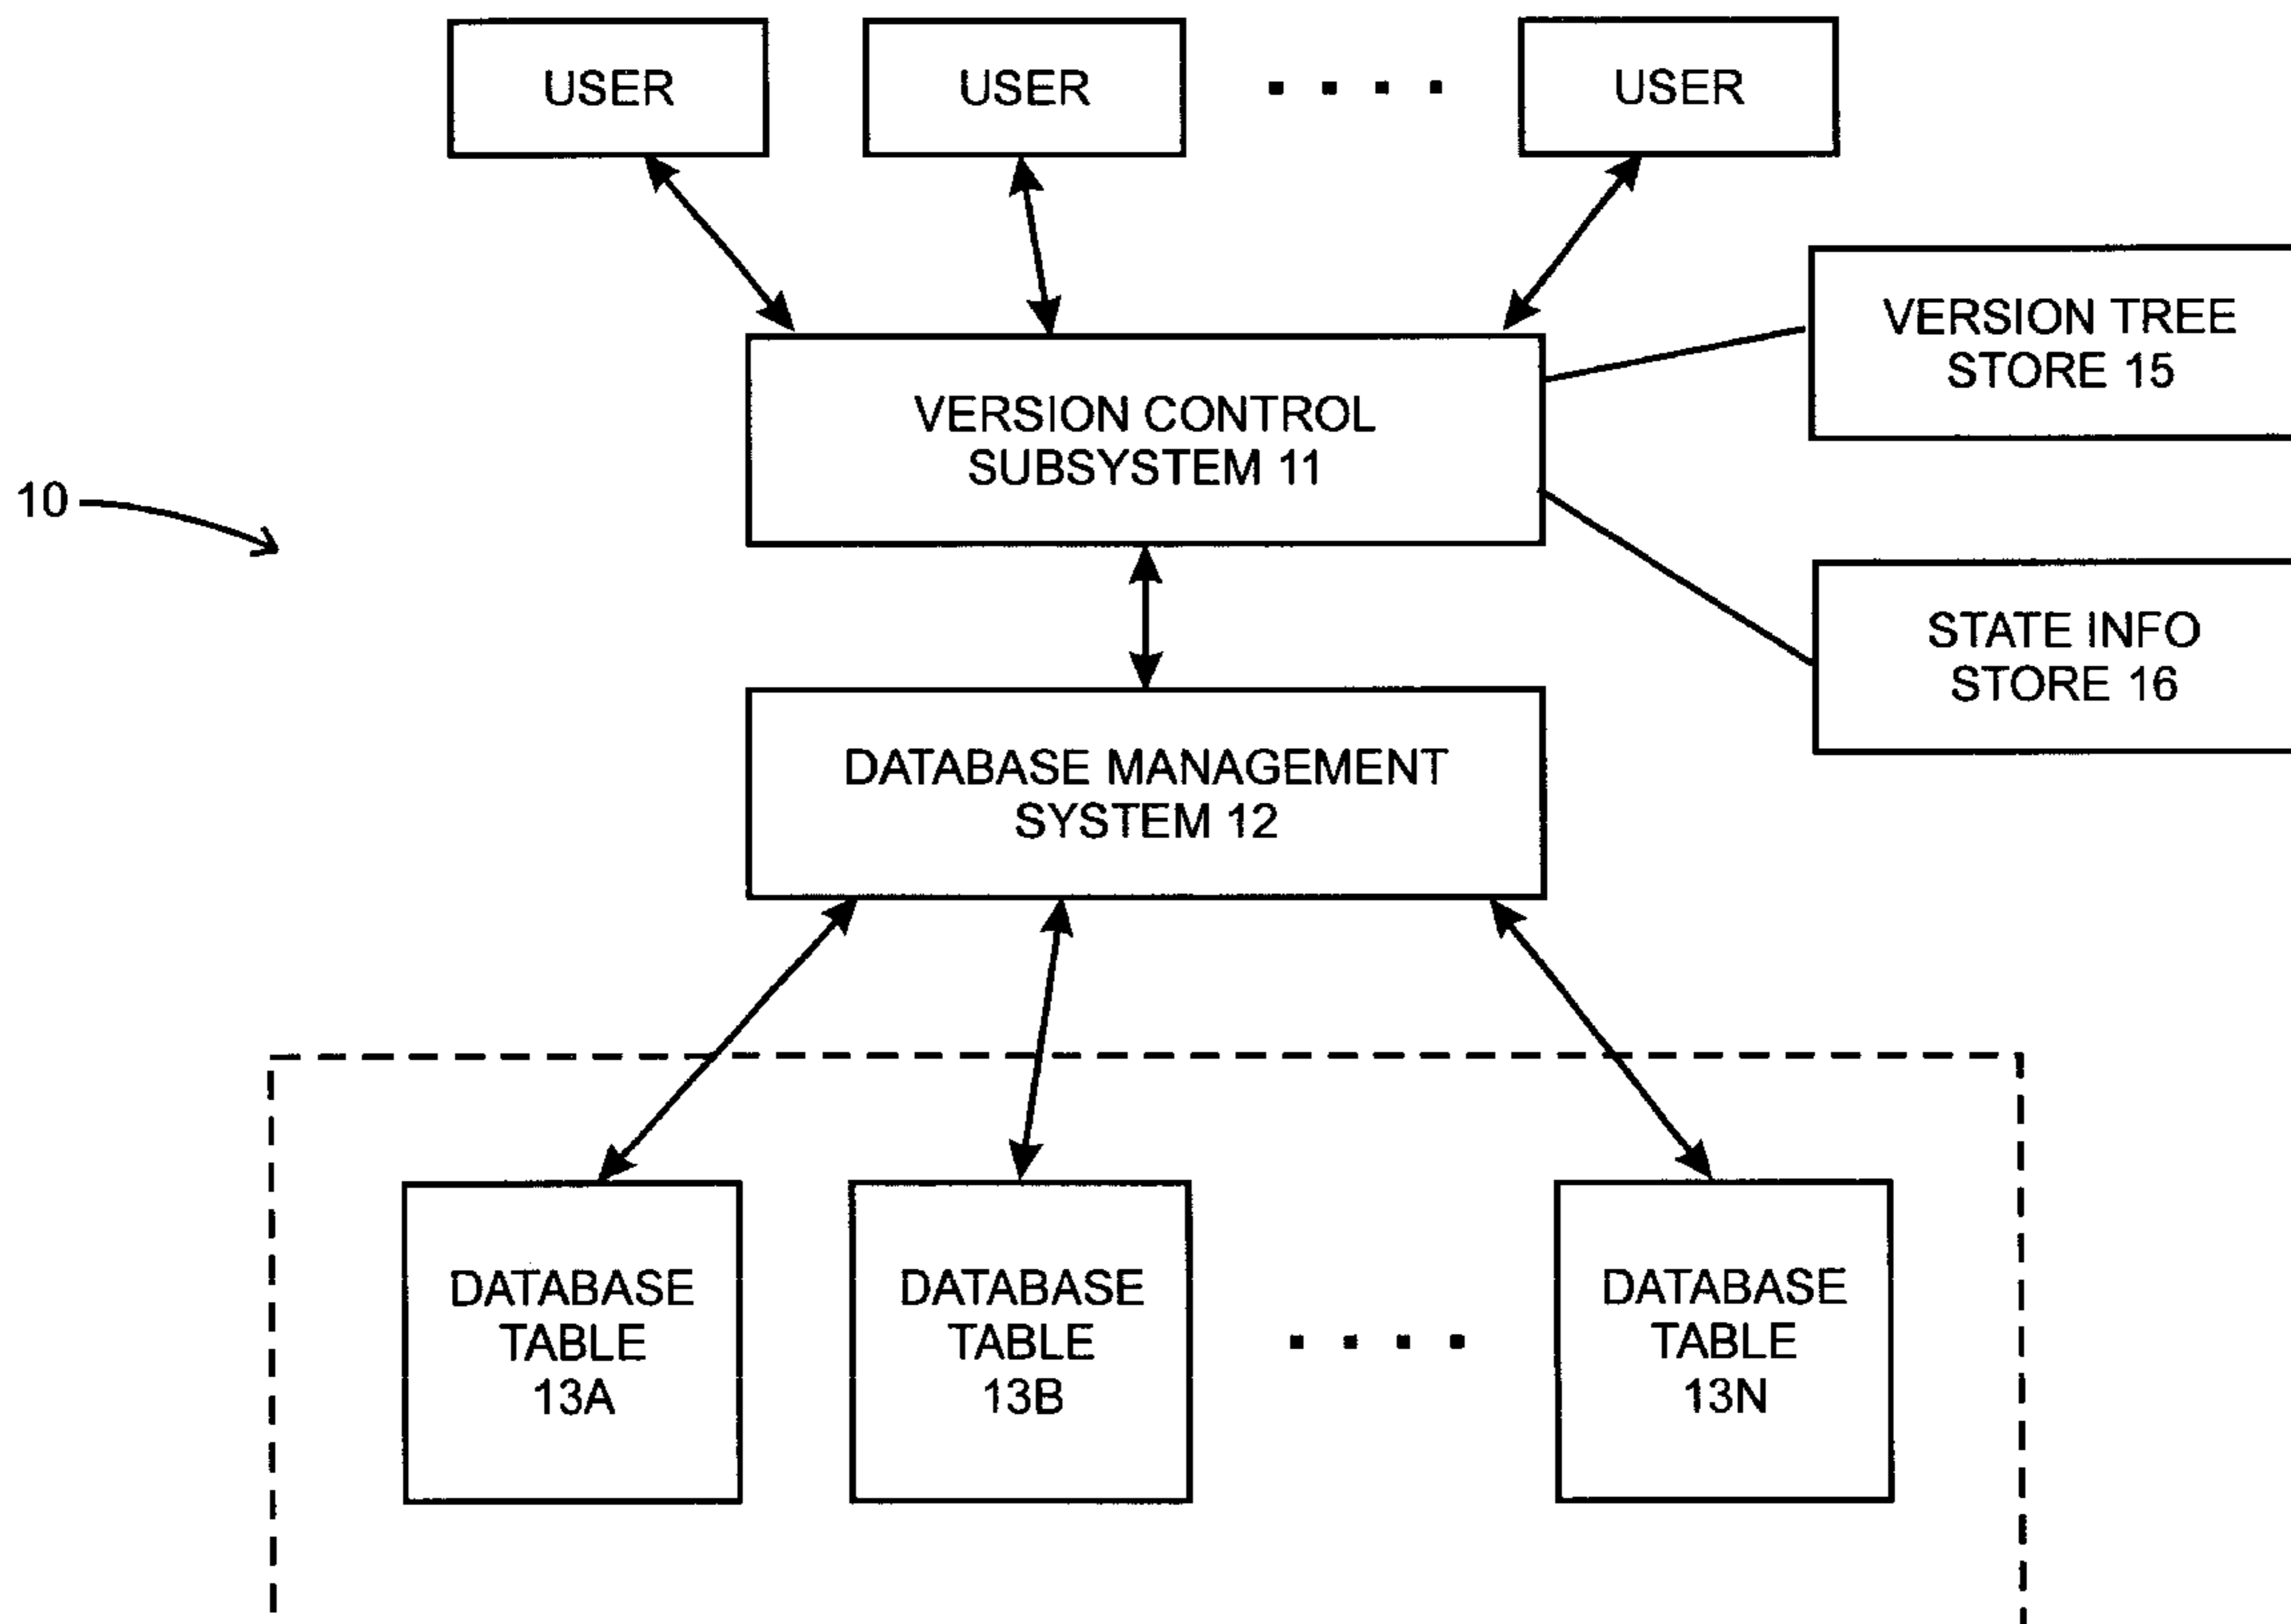 USER
USER
USER
VERSION TREE
STORE 15
VERSION CONTROL
SUBSYSTEM 11
10
STATE INFO
STORE 16
DATABASE MANAGEMENT
SYSTEM 12
DATABASE
TABLE
13A
DATABASE
TABLE
13B
DATABASE
TABLE
13N